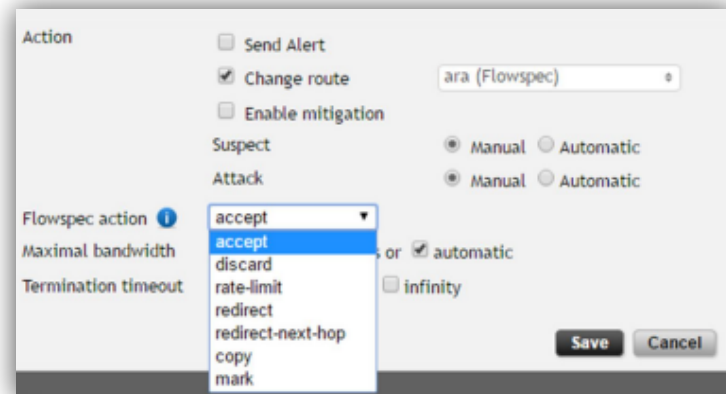 Action
Send Alert
Change route ara (Flowspec)
Enable mitigation
Suspect Manual Automatic
Attack Manual Automatic
Flowspec action i accept
Maximal bandwidth s or automatic
Termination timeout infinity
accept
discard
rate-limit
redirect
redirect-next-hop
copy
mark
Save Cancel